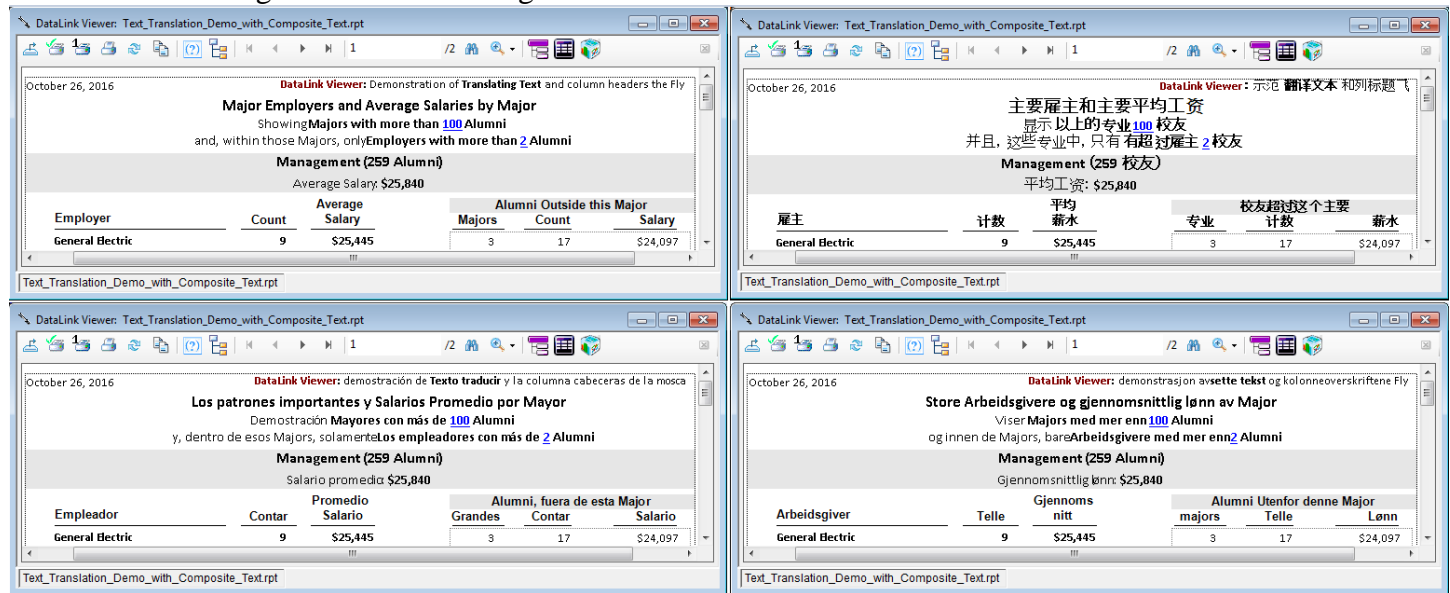 DataLink Viewer: Text_Translation_Demo_with_Composite_Text.rpt
1 /2
October 26, 2016
DataLink Viewer: Demonstration of Translating Text and column headers the Fly
Major Employers and Average Salaries by Major
Showing Majors with more than 100 Alumni
and, within those Majors, only Employers with more than 2 Alumni
Management (259 Alumni)
Average Salary: $25,840
Average Alumni Outside this Major
Employer Count Salary Majors Count Salary
General Electric 9 $25,445 3 17 $24,097
Text_Translation_Demo_with_Composite_Text.rpt
DataLink Viewer: Text_Translation_Demo_with_Composite_Text.rpt
1 /2
October 26, 2016
DataLink Viewer: 示范 翻译文本 和列标题飞
主要雇主和主要平均工资
显示 以上的专业 100 校友
并且，这些专业中，只有 有超过雇主 2 校友
Management (259 校友)
平均工资: $25,840
平均 校友超过这个主要
雇主 计数 薪水 专业 计数 薪水
General Electric 9 $25,445 3 17 $24,097
Text_Translation_Demo_with_Composite_Text.rpt
DataLink Viewer: Text_Translation_Demo_with_Composite_Text.rpt
1 /2
October 26, 2016
DataLink Viewer: demostración de Texto traducir y la columna cabeceras de la mosca
Los patrones importantes y Salarios Promedio por Mayor
Demostración Mayores con más de 100 Alumni
y, dentro de esos Majors, solamente Los empleadores con más de 2 Alumni
Management (259 Alumni)
Salario promedio: $25,840
Promedio Alumni, fuera de esta Major
Empleador Contar Salario Grandes Contar Salario
General Electric 9 $25,445 3 17 $24,097
Text_Translation_Demo_with_Composite_Text.rpt
DataLink Viewer: Text_Translation_Demo_with_Composite_Text.rpt
1 /2
October 26, 2016
DataLink Viewer: demonstrasjon av sette tekst og kolonneoverskriftene Fly
Store Arbeidsgivere og gjennomsnittlig lønn av Major
Viser Majors med mer enn 100 Alumni
og innen de Majors, bare Arbeidsgivere med mer enn 2 Alumni
Management (259 Alumni)
Gjennomsnittlig lønn: $25,840
Gjennoms Alumni Utenfor denne Major
Arbeidsgiver Telle nitt majors Telle Lønn
General Electric 9 $25,445 3 17 $24,097
Text_Translation_Demo_with_Composite_Text.rpt